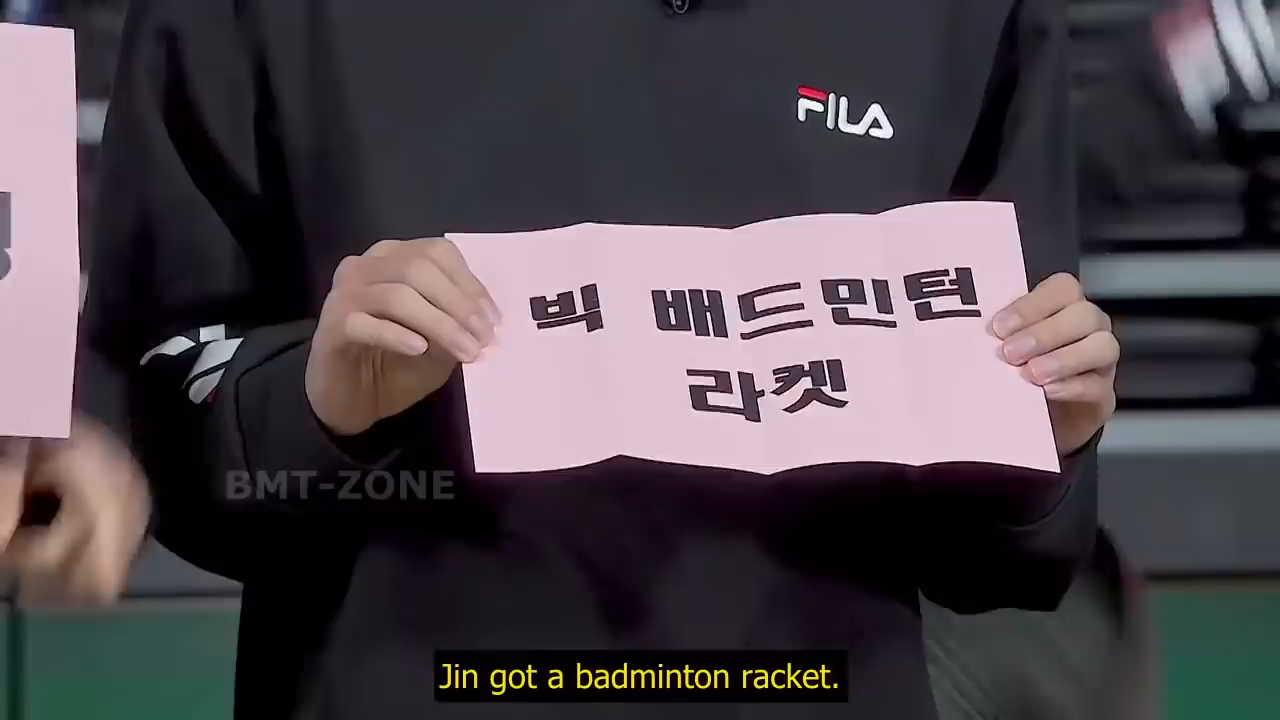 FILA
빅 배드민턴
라켓
BMT-ZONE
Jin got a badminton racket.